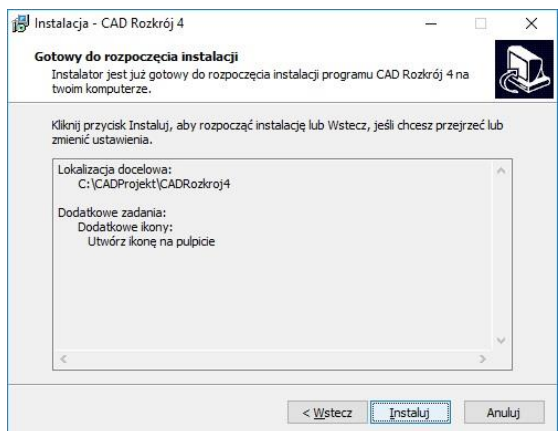 Instalacja - CAD Rozkrój 4
Gotowy do rozpoczęcia instalacji
Instalator jest już gotowy do rozpoczęcia instalacji programu CAD Rozkrój 4 na
twoim komputerze.
Kliknij przycisk Instaluj, aby rozpocząć instalację lub Wstecz, jeśli chcesz przejrzeć lub
zmienić ustawienia.
Lokalizacja docelowa:
C:\CADProjekt\CADRozkroj4
Dodatkowe zadania:
Dodatkowe ikony:
Utwórz ikonę na pulpicie
< Wstecz
Instaluj
Anuluj